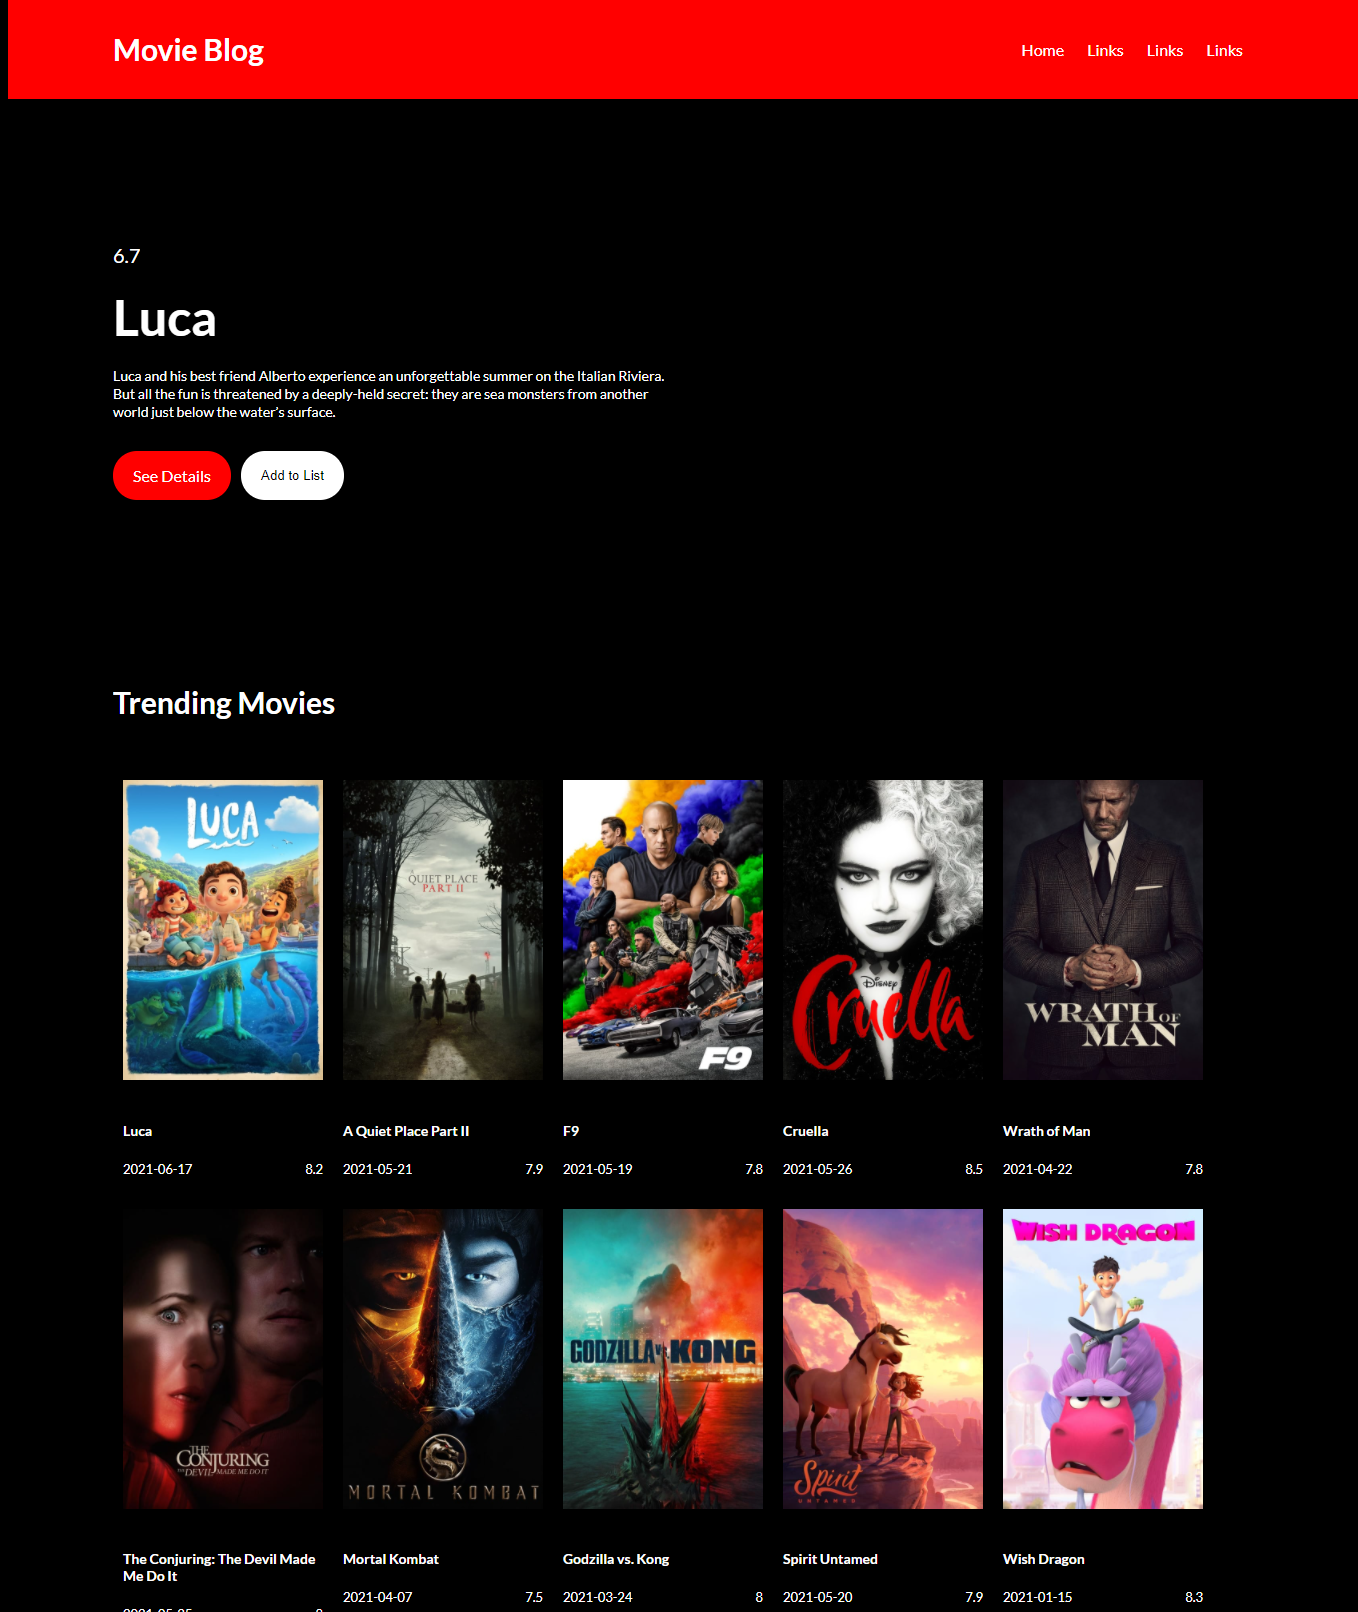 Movie Blog
Home Links Links Links
6.7
Luca
Luca and his best friend Alberto experience an unforgettable summer on the Italian Riviera.
But all the fun is threatened by a deeply-held secret: they are sea monsters from another
world just below the water's surface.
See Details Add to List
Trending Movies
LUCA
A QUIET PLACE
PART II
F9
DISNEY
Cruella
WRATH OF
MAN
Luca A Quiet Place Part II F9 Cruella Wrath of Man
2021-06-17 8.2 2021-05-21 7.9 2021-05-19 7.8 2021-05-26 8.5 2021-04-22 7.8
THE
CONJURING
THE DEVIL MADE ME DO IT
MORTAL KOMBAT
GODZILLA vs. KONG
Spirit
UNTAMED
WISH DRAGON
The Conjuring: The Devil Made
Me Do It
Mortal Kombat Godzilla vs. Kong Spirit Untamed Wish Dragon
2021-04-07 7.5 2021-03-24 8 2021-05-20 7.9 2021-01-15 8.3